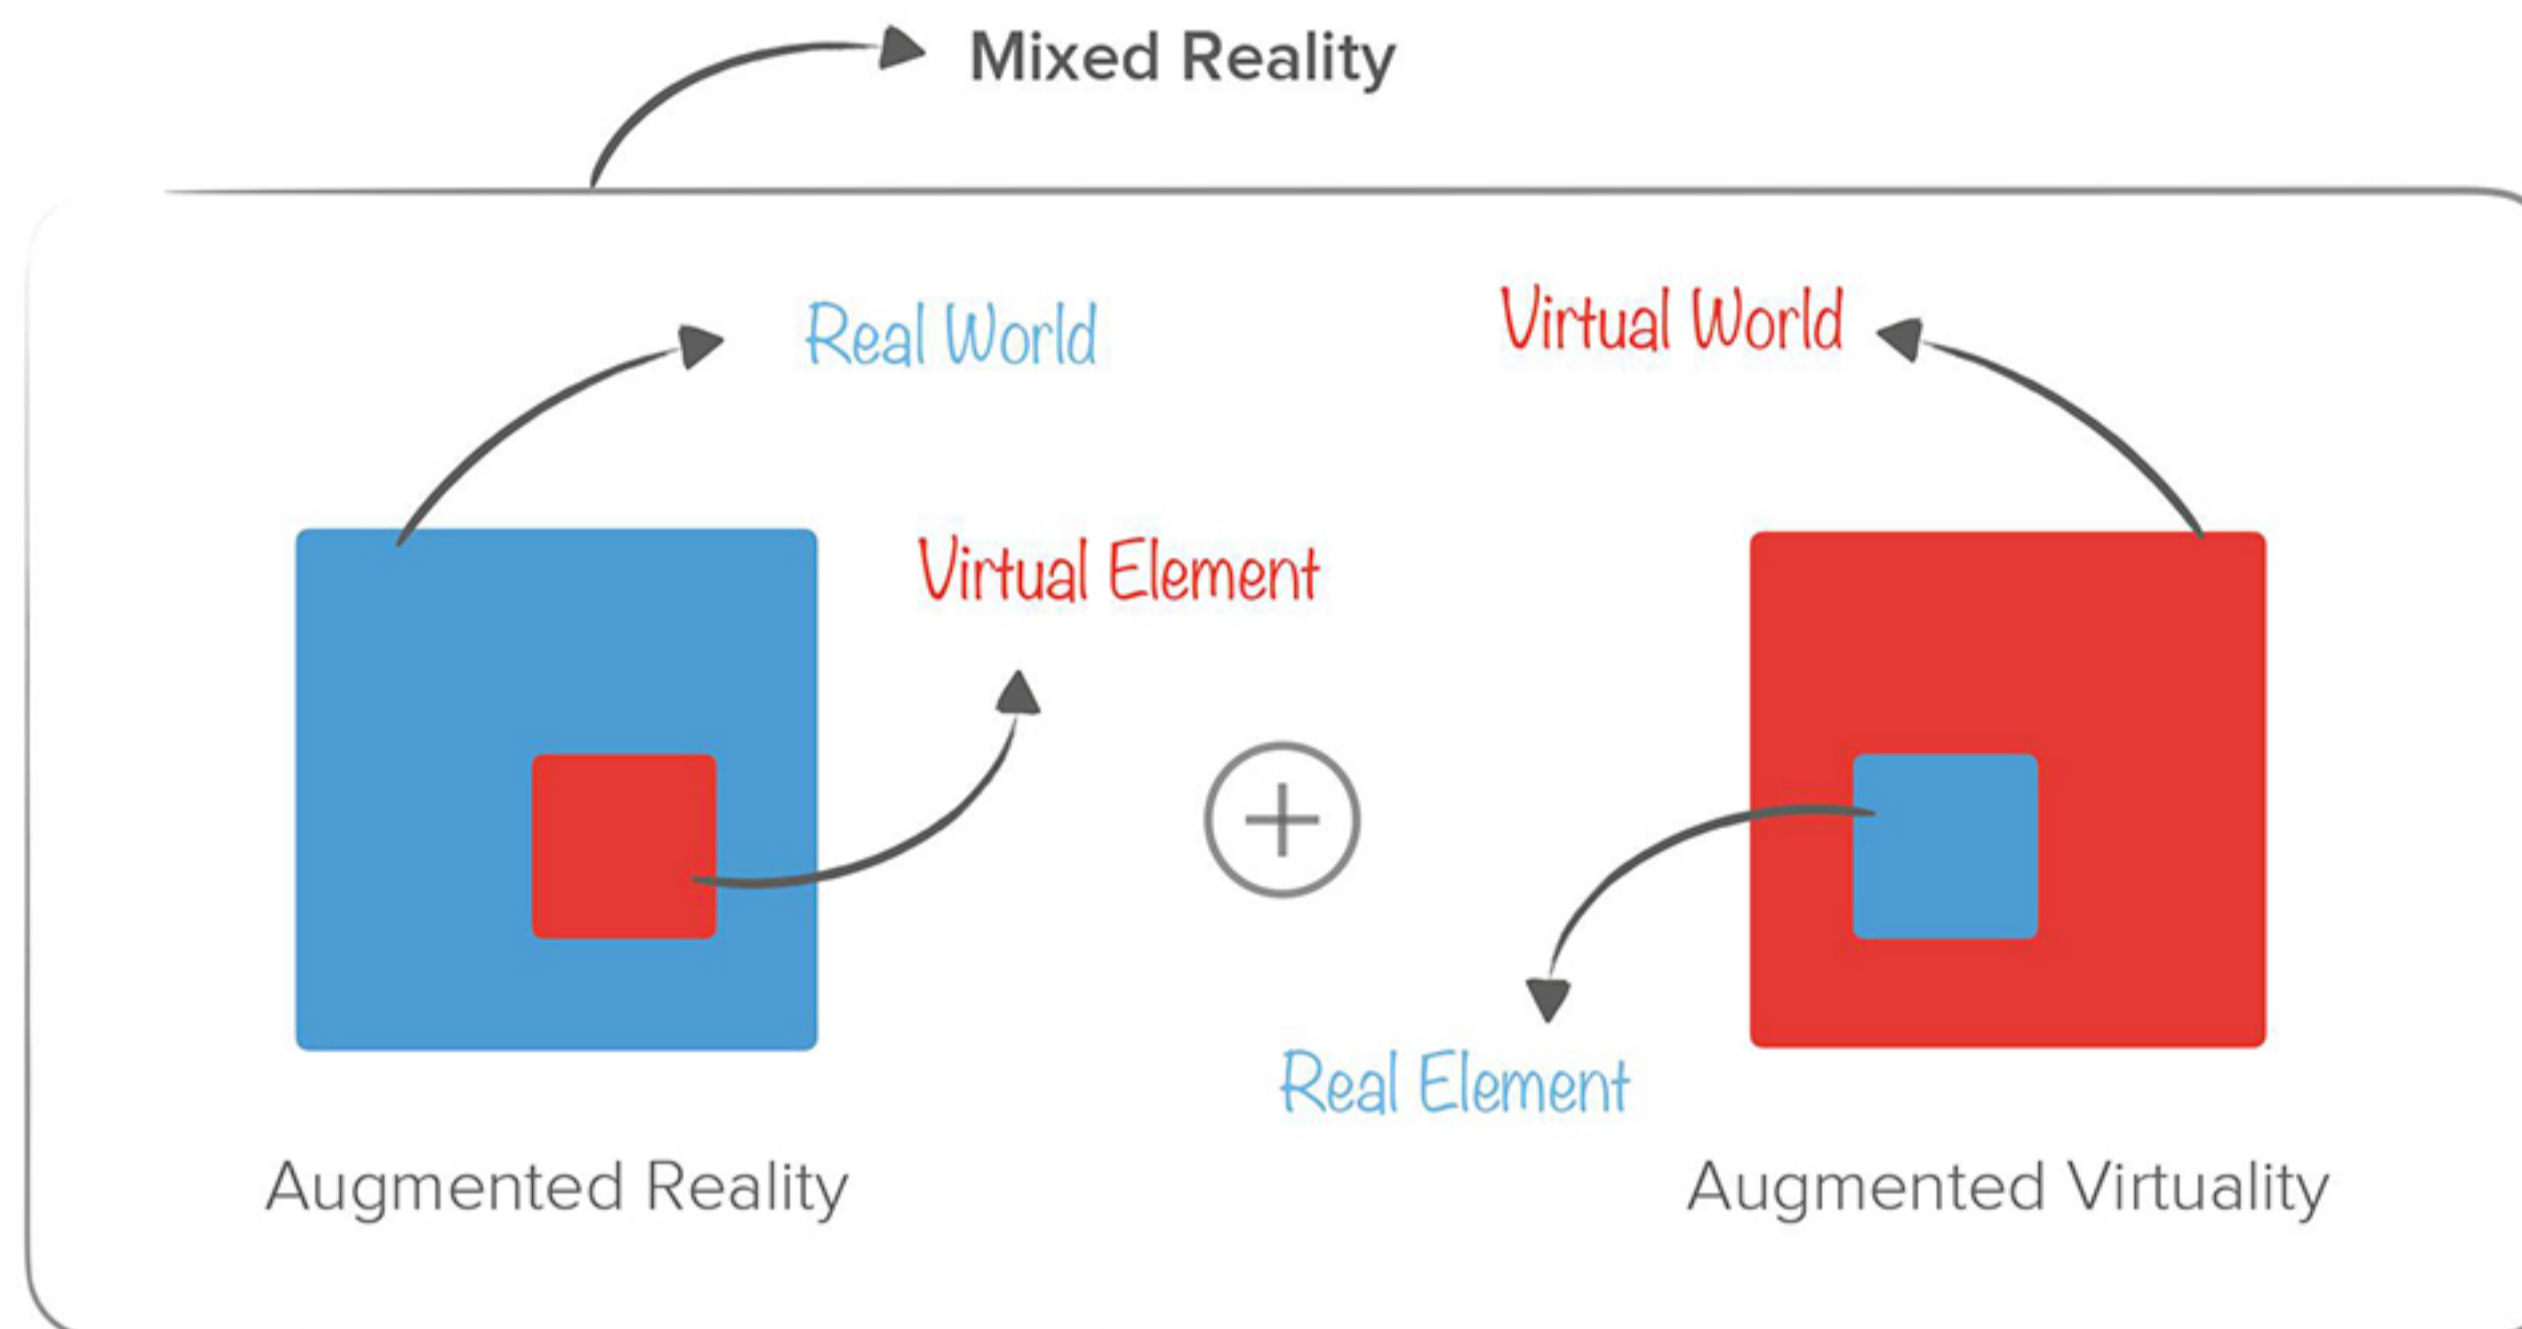 Mixed Reality
Real World
Virtual World
Virtual Element
Real Element
Augmented Reality
Augmented Virtuality